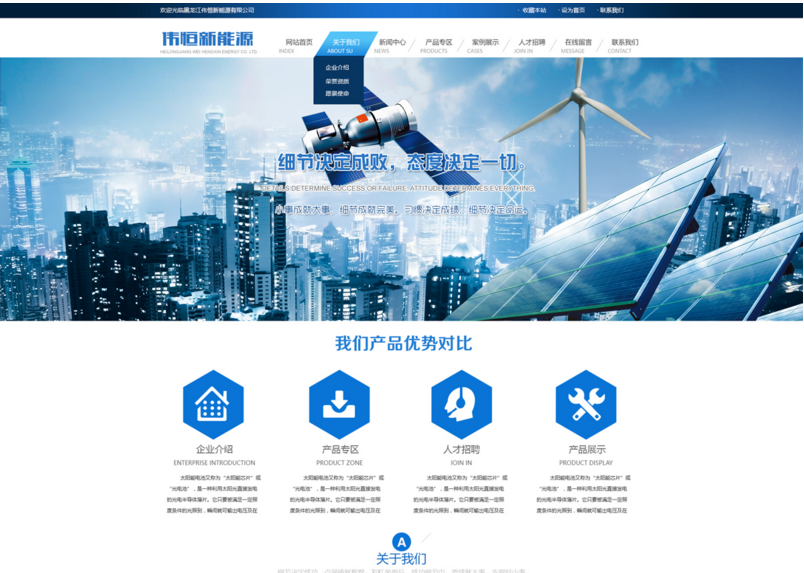 欢迎光临黑龙江伟恒新能源有限公司
· 收藏本站 · 设为首页 · 联系我们
伟恒新能源
HEILONGJIANG WEI HENGXIN ENERGY CO. LTD
网站首页 关于我们 新闻中心 产品专区 案例展示 人才招聘 在线留言 联系我们
INDEX ABOUT SU NEWS PRODUCTS CASES JOIN IN MESSAGE CONTACT
企业介绍
荣誉资质
愿景使命
细节决定成败，态度决定一切。
DETAILS DETERMINE SUCCESS OR FAILURE, ATTITUDE DETERMINES EVERYTHING.
小事成就大事，细节成就完美，习惯决定成绩，细节决定命运。
我们产品优势对比
企业介绍 产品专区 人才招聘 产品展示
ENTERPRISE INTRODUCTION PRODUCT ZONE IOIN IN PRODUCT DISPLAY
太阳能电池又称为“太阳能芯片”或 太阳能电池又称为“太阳能芯片”或 太阳能电池又称为“太阳能芯片”或 太阳能电池又称为“太阳能芯片”或
“光电池”，是一种利用太阳光直接发电 “光电池”，是一种利用太阳光直接发电 “光电池”，是一种利用太阳光直接发电 “光电池”，是一种利用太阳光直接发电
的光电半导体薄片。它只要被满足一定照 的光电半导体薄片。它只要被满足一定照 的光电半导体薄片。它只要被满足一定照 的光电半导体薄片。它只要被满足一定照
度条件的光照到，瞬间就可输出电压及在 度条件的光照到，瞬间就可输出电压及在 度条件的光照到，瞬间就可输出电压及在 度条件的光照到，瞬间就可输出电压及在
A
关于我们